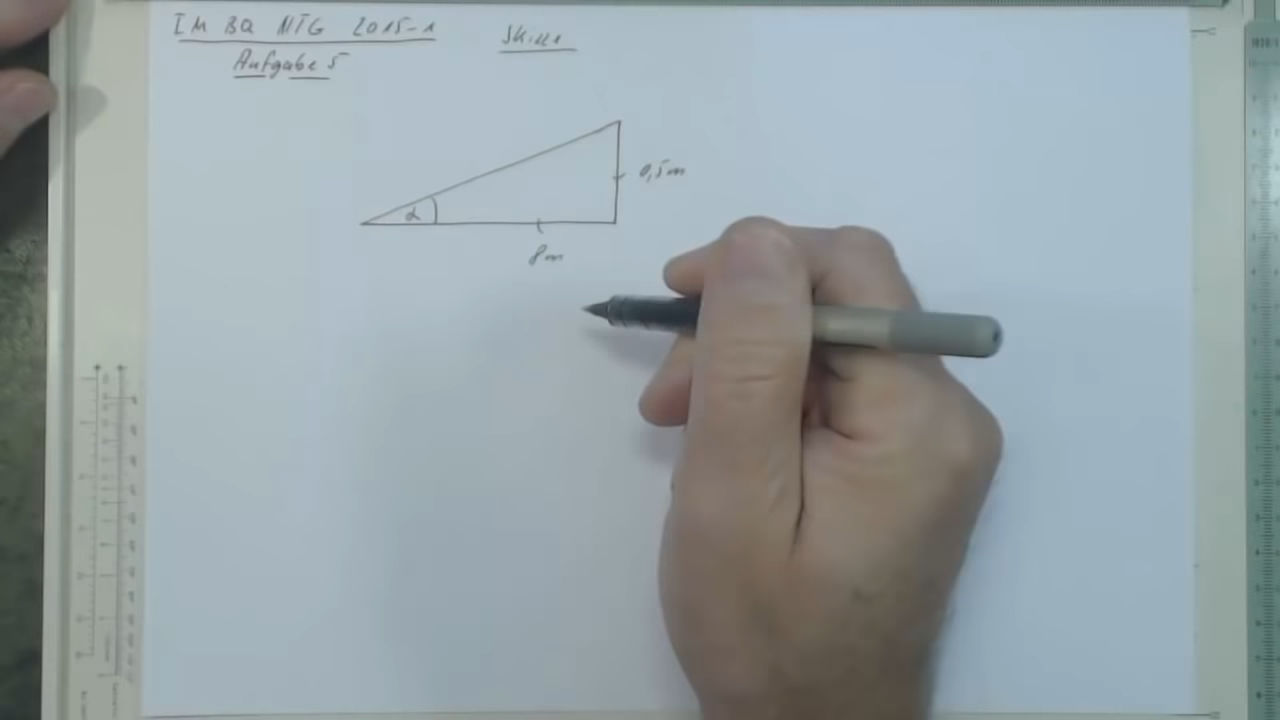 IM BQ NTG 2015-1
Skizze
Aufgabe 5
0,5m
α
8m